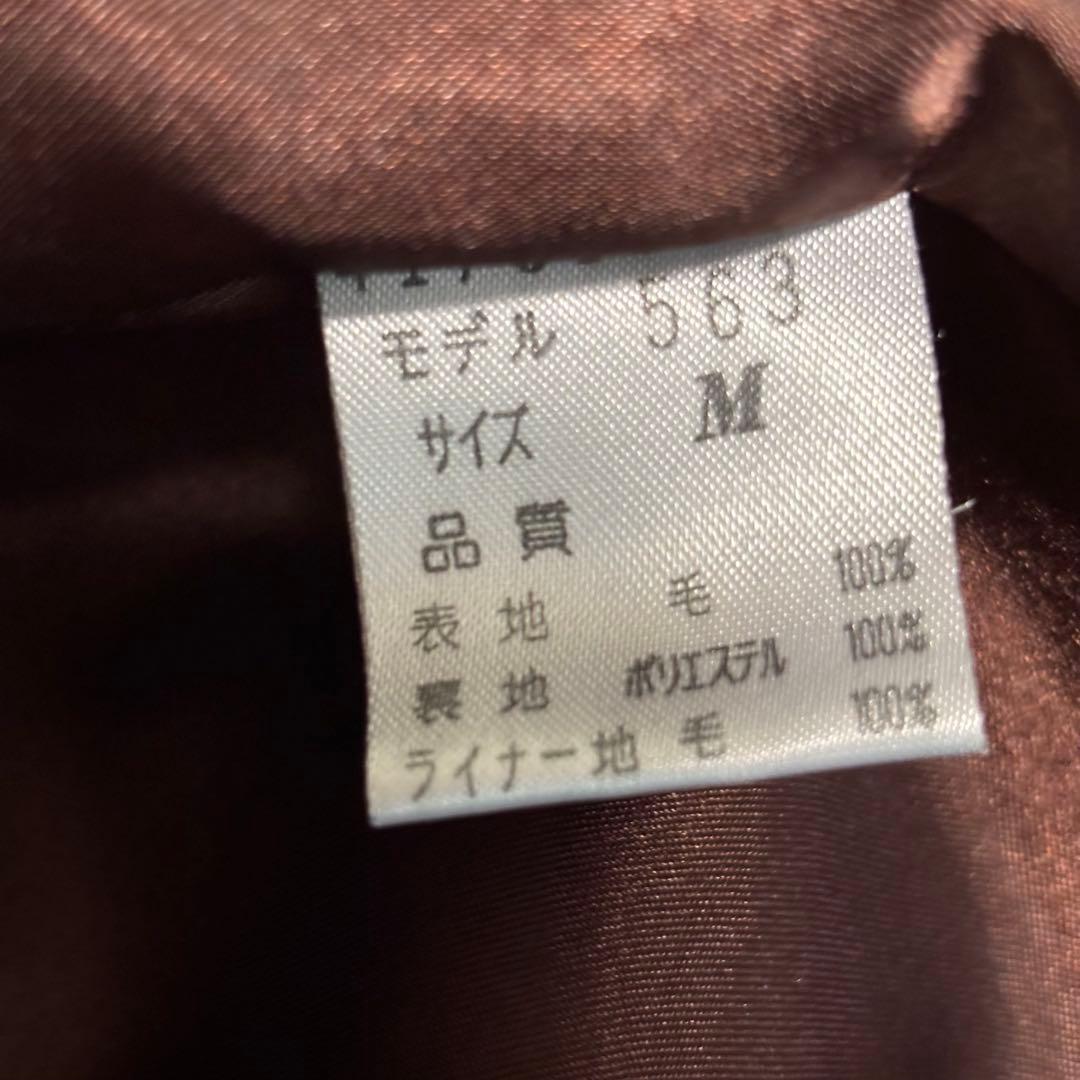 モデル 563
サイズ M
品質
表地 毛 100%
裏地 ポリエステル 100%
ライナー地 毛 100%